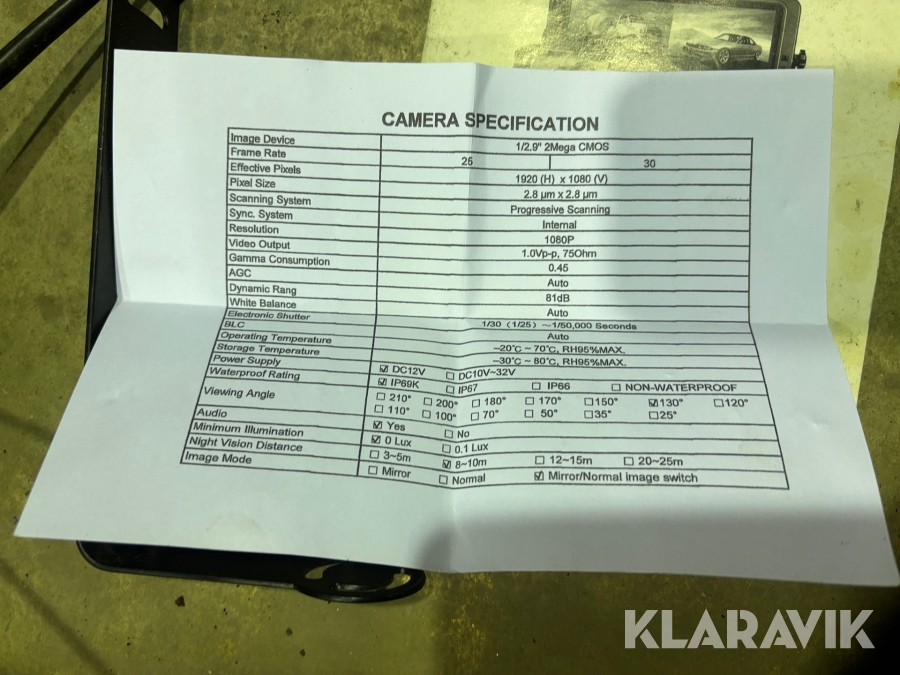 CAMERA SPECIFICATION
Image Device 1/2.9" 2Mega CMOS
Frame Rate 25 30
Effective Pixels 1920 (H) x 1080 (V)
Pixel Size 2.8 μm x 2.8 μm
Scanning System Progressive Scanning
Sync. System Internal
Resolution 1080P
Video Output 1.0Vp-p, 75Ohm
Gamma Consumption 0.45
AGC Auto
Dynamic Rang 81dB
White Balance Auto
Electronic Shutter 1/30 (1/25) ~1/50,000 Seconds
BLC Auto
Operating Temperature –20℃ ~ 70℃, RH95%MAX.
Storage Temperature –30℃ ~ 80℃, RH95%MAX.
Power Supply ☑ DC12V ☐ DC10V~32V
Waterproof Rating ☑ IP69K ☐ IP67 ☐ IP66 ☐ NON-WATERPROOF
Viewing Angle ☐ 210° ☐ 200° ☐ 180° ☐ 170° ☐ 150° ☑ 130° ☐ 120°
☐ 110° ☐ 100° ☐ 70° ☐ 50° ☐ 35° ☐ 25°
Audio ☑ Yes ☐ No
Minimum Illumination ☑ 0 Lux ☐ 0.1 Lux
Night Vision Distance ☐ 3~5m ☑ 8~10m ☐ 12~15m ☐ 20~25m
Image Mode ☐ Mirror ☐ Normal ☑ Mirror/Normal image switch
KLARAVIK